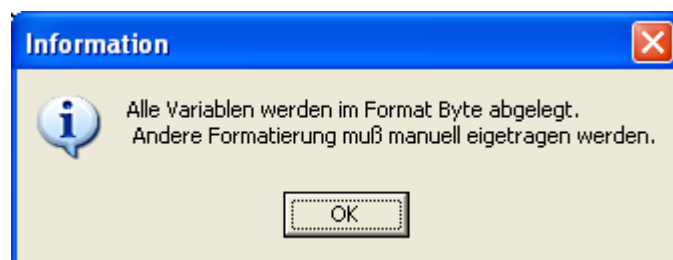 Information
Alle Variablen werden im Format Byte abgelegt.
Andere Formatierung muß manuell eigetragen werden.
OK